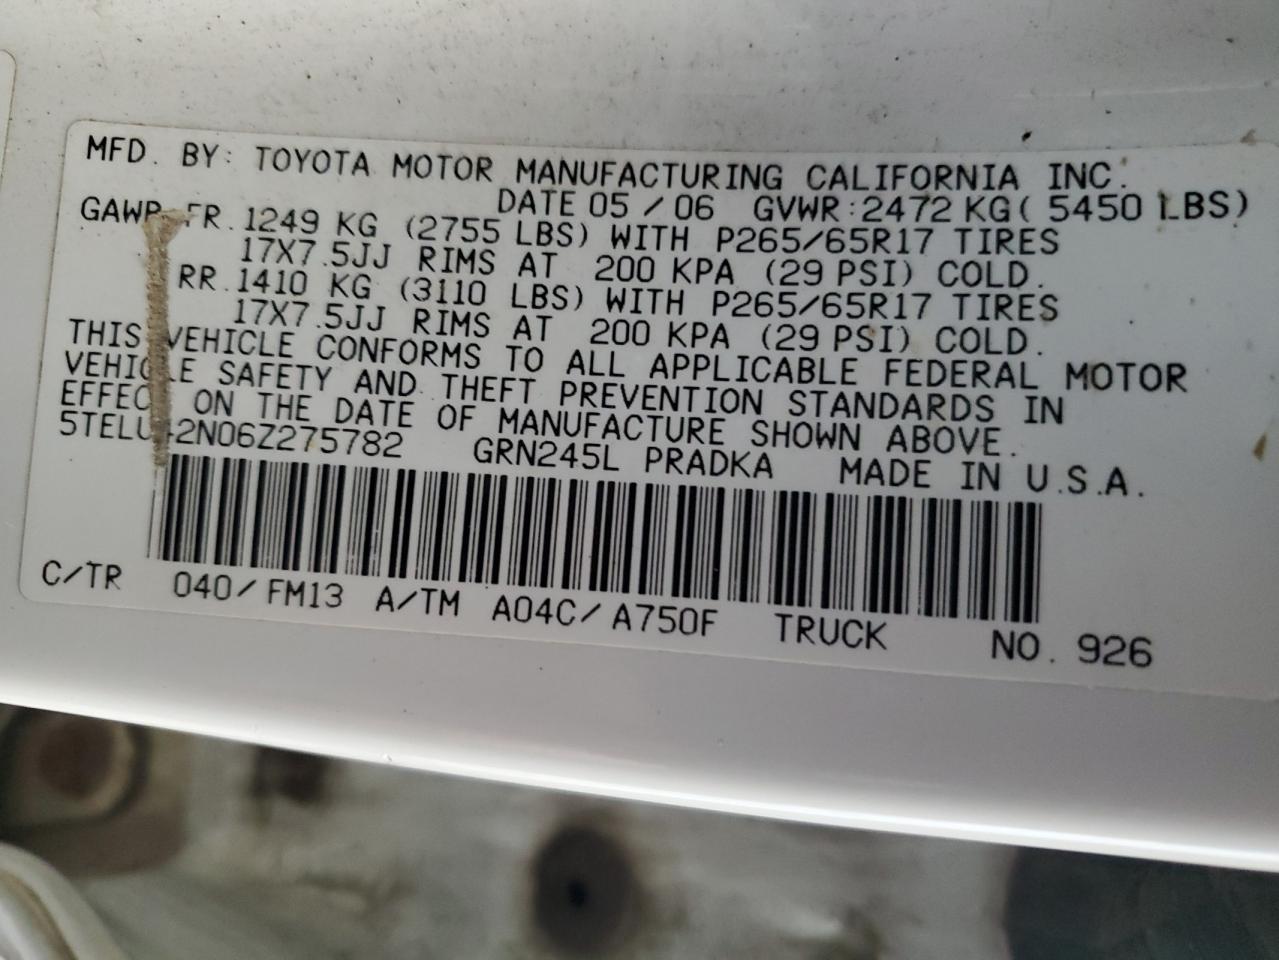 MFD. BY: TOYOTA MOTOR MANUFACTURING CALIFORNIA INC.
DATE 05/06 GVWR:2472 KG( 5450 LBS)
GAWR FR. 1249 KG (2755 LBS) WITH P265/65R17 TIRES
17X7.5JJ RIMS AT 200 KPA (29 PSI) COLD.
RR. 1410 KG (3110 LBS) WITH P265/65R17 TIRES
17X7.5JJ RIMS AT 200 KPA (29 PSI) COLD.
THIS VEHICLE CONFORMS TO ALL APPLICABLE FEDERAL MOTOR
VEHICLE SAFETY AND THEFT PREVENTION STANDARDS IN
EFFECT ON THE DATE OF MANUFACTURE SHOWN ABOVE.
GRN245L PRADKA MADE IN U.S.A.
C/TR 040/FM13 A/TM A04C/A750F TRUCK NO. 926